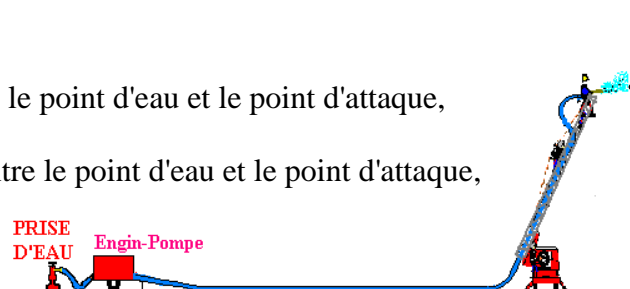 le point d'eau et le point d'attaque,
tre le point d'eau et le point d'attaque,
PRISE
D'EAU
Engin-Pompe